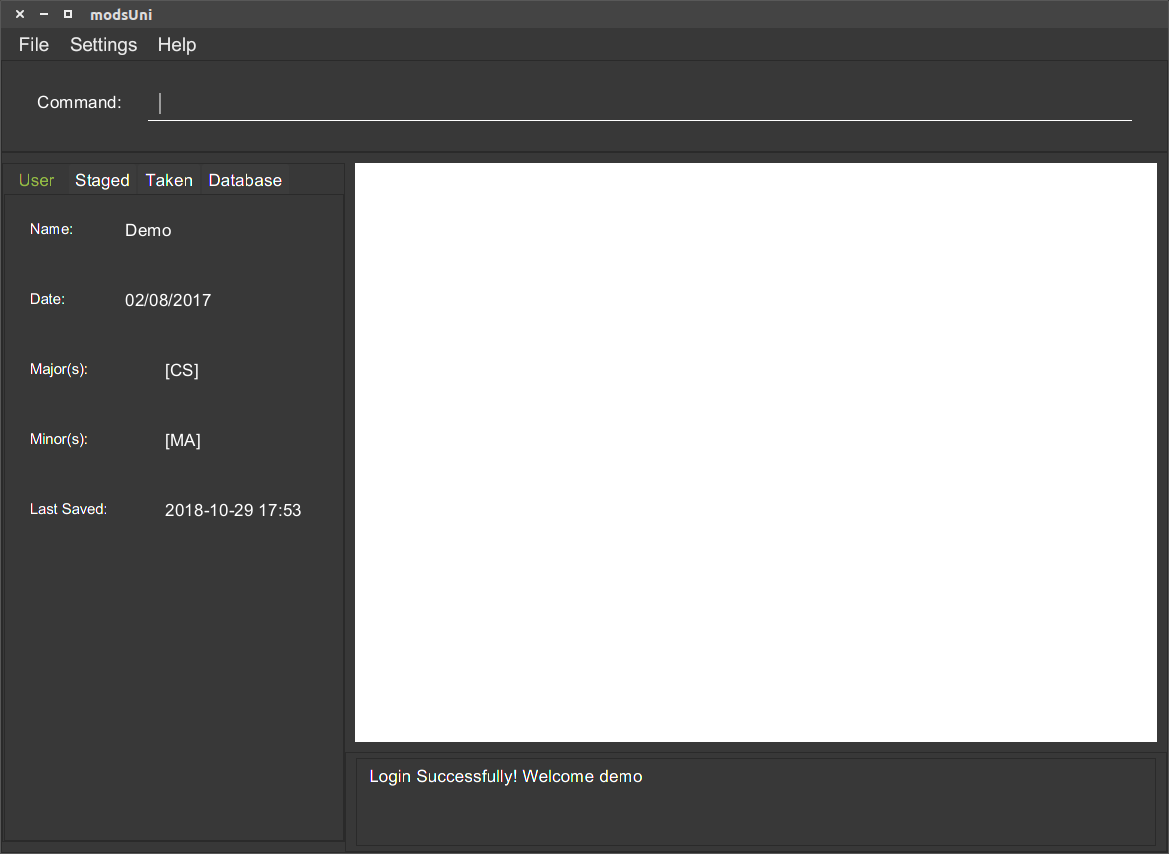 modsUni
File Settings Help
Command:
User Staged Taken Database
Name: Demo
Date: 02/08/2017
Major(s): [CS]
Minor(s): [MA]
Last Saved: 2018-10-29 17:53
Login Successfully! Welcome demo